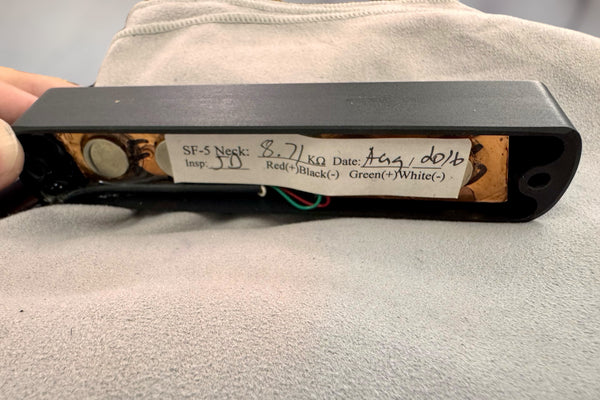 SF-5 Neck: 8.71 KΩ Date: Aug, 2016
Insp: JD Red(+)Black(-) Green(+)White(-)